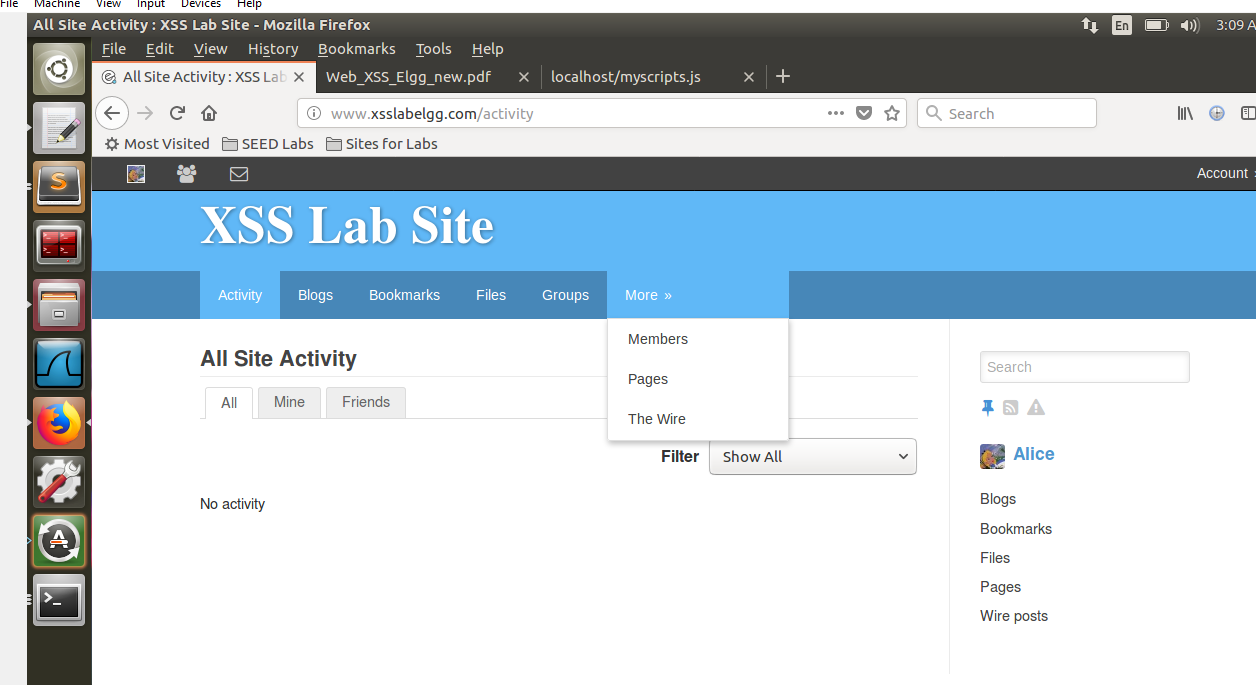 File Machine View Input Devices Help
All Site Activity : XSS Lab Site - Mozilla Firefox En 3:09 A
File Edit View History Bookmarks Tools Help
All Site Activity : XSS Lab Web_XSS_Elgg_new.pdf localhost/myscripts.js
www.xsslabelgg.com/activity Search
Most Visited SEED Labs Sites for Labs
Account
XSS Lab Site
Activity Blogs Bookmarks Files Groups More »
Members
Pages
The Wire
All Site Activity
All Mine Friends
Filter Show All
No activity
Search
Alice
Blogs
Bookmarks
Files
Pages
Wire posts